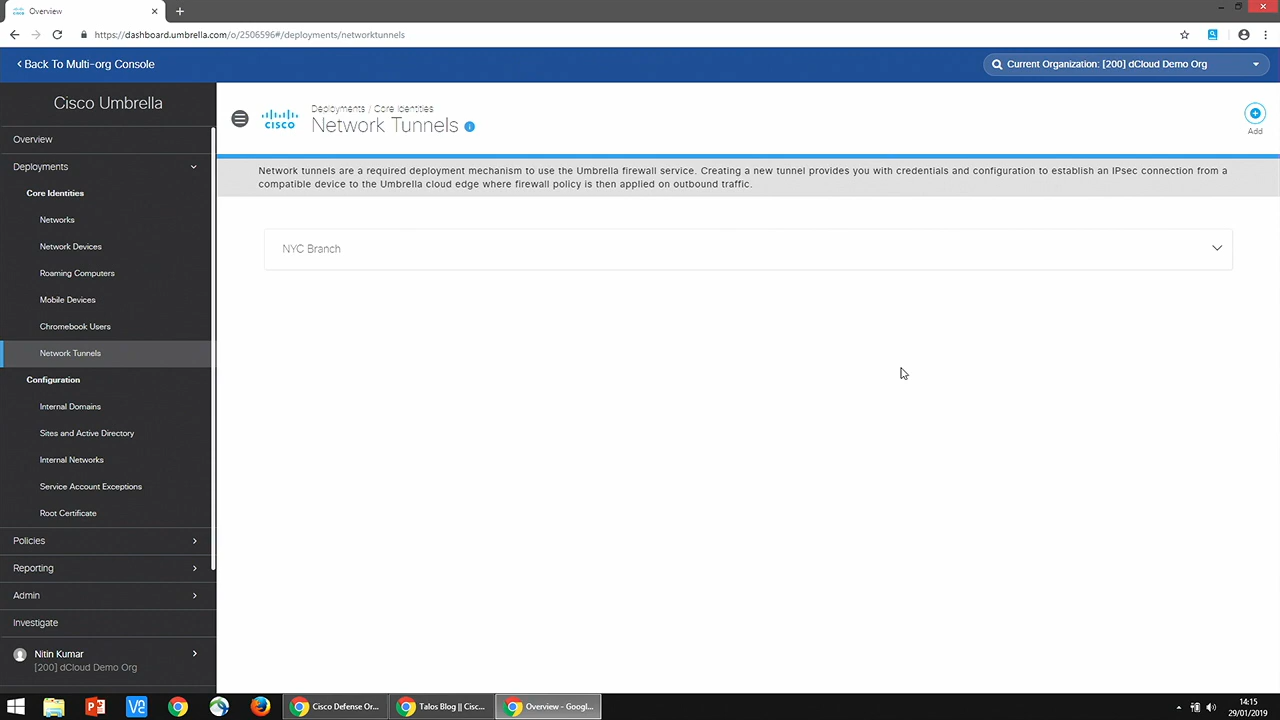 Overview
https://dashboard.umbrella.com/o/2506596#/deployments/networktunnels
Back To Multi-org Console
Current Organization: [200] dCloud Demo Org
Cisco Umbrella
Overview
Deployments
Core Identities
Networks
Network Devices
Roaming Computers
Mobile Devices
Chromebook Users
Network Tunnels
Configuration
Internal Domains
Sites and Active Directory
Internal Networks
Service Account Exceptions
Root Certificate
Policies
Reporting
Admin
Investigate
Nitin Kumar
[200] dCloud Demo Org
CISCO
Deployments / Core Identities
Network Tunnels
Add
Network tunnels are a required deployment mechanism to use the Umbrella firewall service. Creating a new tunnel provides you with credentials and configuration to establish an IPsec connection from a
compatible device to the Umbrella cloud edge where firewall policy is then applied on outbound traffic.
NYC Branch
Cisco Defense Or...
Talos Blog || Cisc...
Overview - Googl...
14:15
29/01/2019